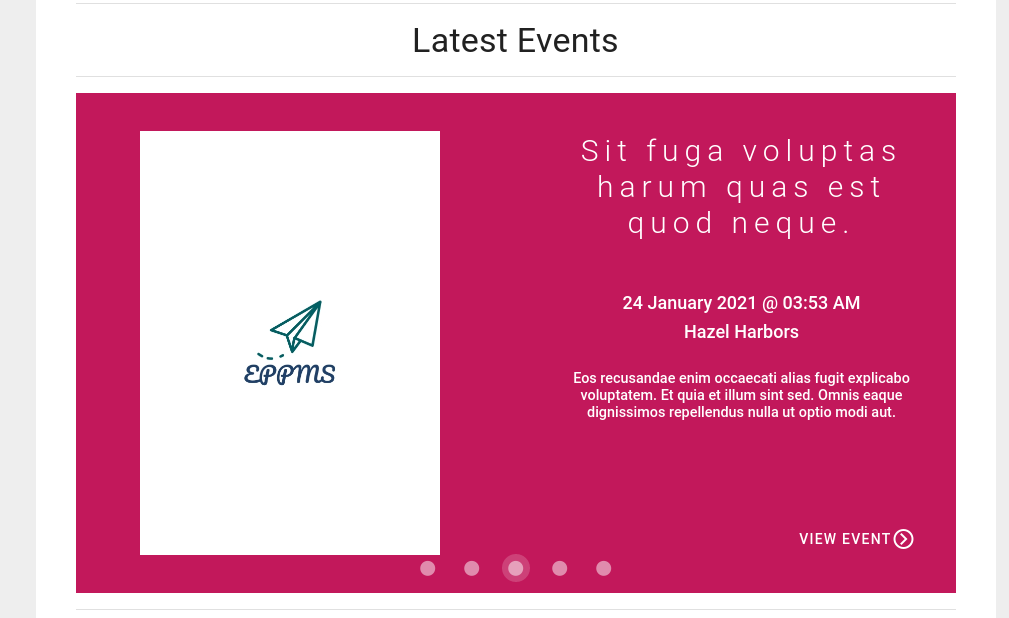 Latest Events
Sit fuga voluptas
harum quas est
quod neque.
24 January 2021 @ 03:53 AM
Hazel Harbors
EPPMS
Eos recusandae enim occaecati alias fugit explicabo
voluptatem. Et quia et illum sint sed. Omnis eaque
dignissimos repellendus nulla ut optio modi aut.
VIEW EVENT